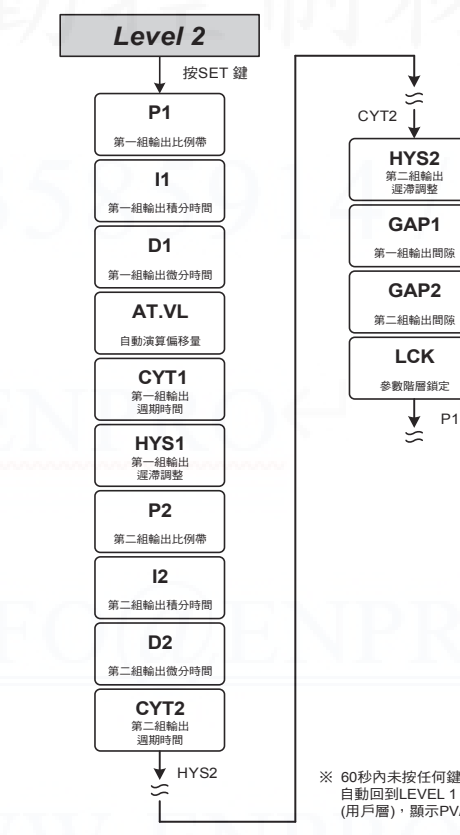 Level 2
按SET 鍵
P1
第一組輸出比例帶
I1
第一組輸出積分時間
D1
第一組輸出微分時間
AT.VL
自動演算偏移量
CYT1
第一組輸出
週期時間
HYS1
第一組輸出
遲滯調整
P2
第二組輸出比例帶
I2
第二組輸出積分時間
D2
第二組輸出微分時間
CYT2
第二組輸出
週期時間
HYS2
CYT2
HYS2
第二組輸出
遲滯調整
GAP1
第一組輸出間隙
GAP2
第二組輸出間隙
LCK
參數階層鎖定
P1
※ 60秒內未按任何鍵
自動回到LEVEL 1
(用戶層)，顯示PV